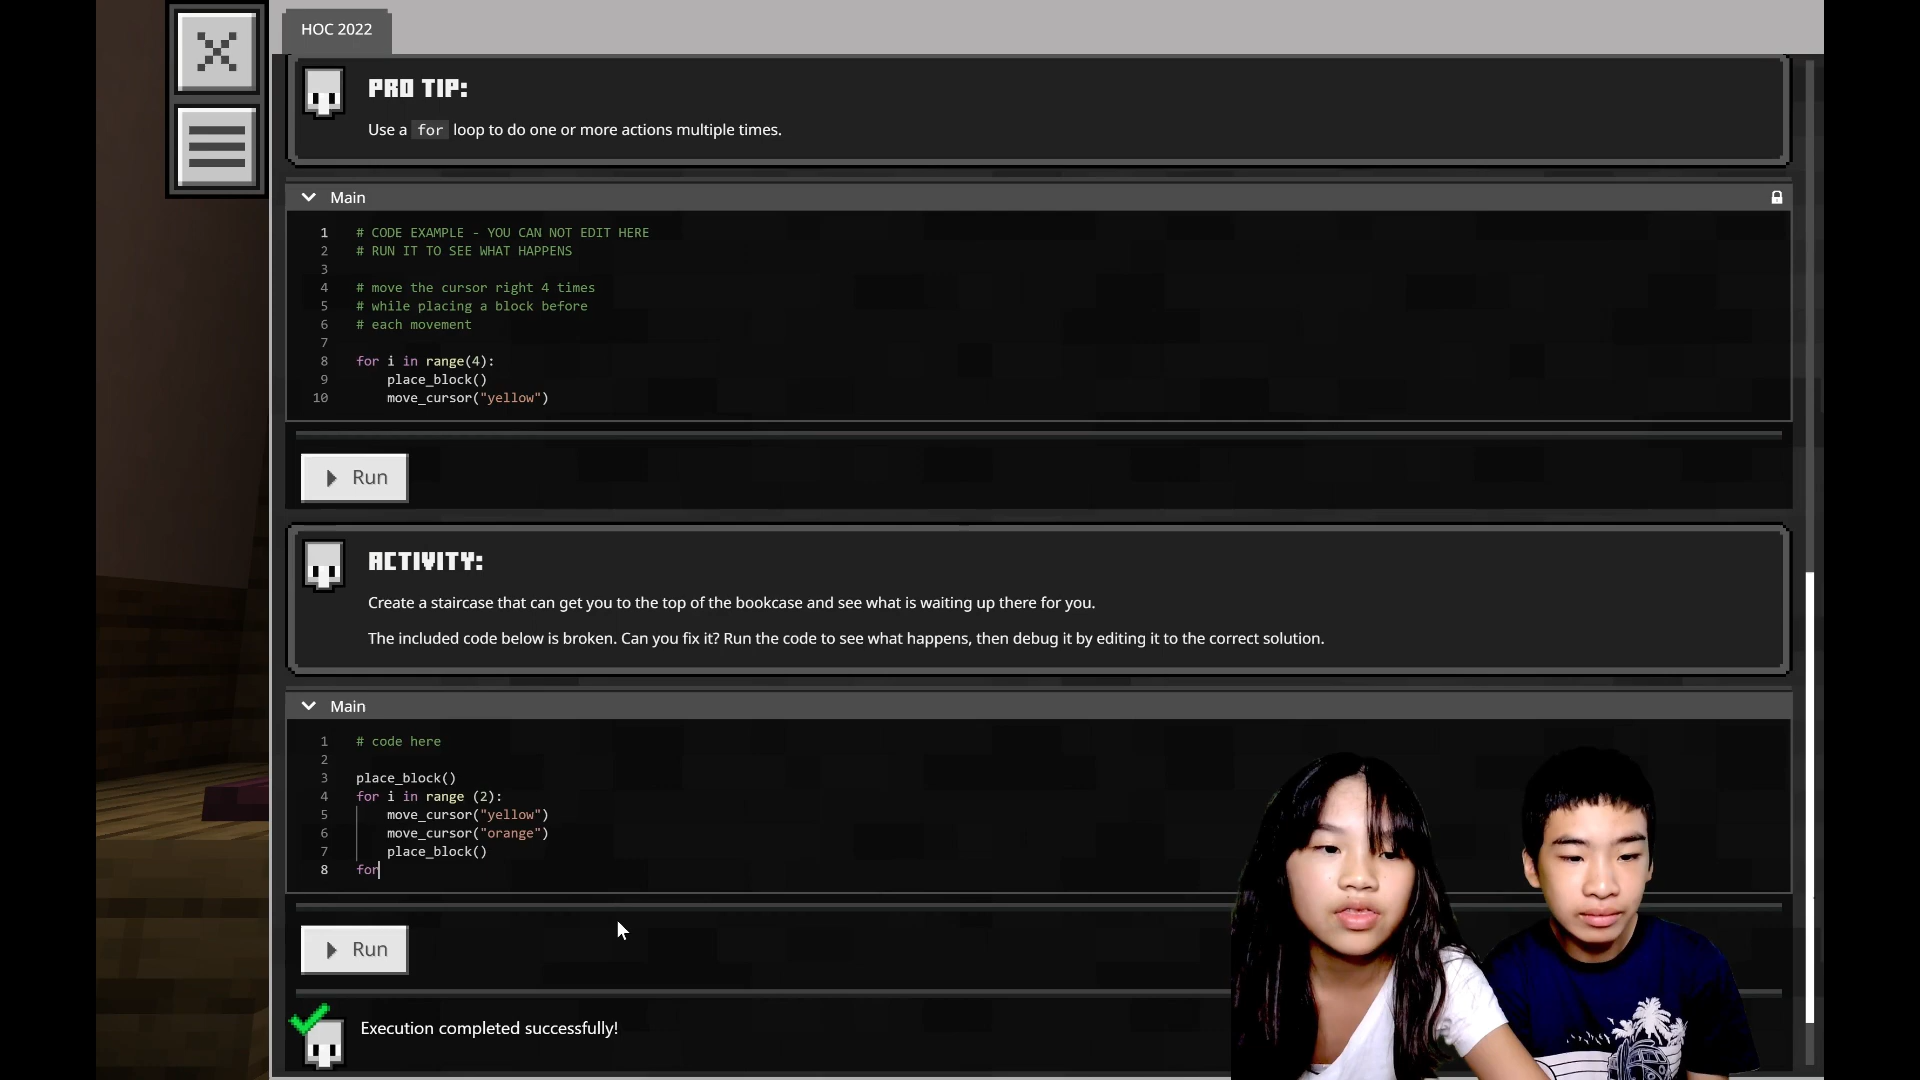 HOC 2022
PRO TIP:
Use a for loop to do one or more actions multiple times.
Main
1 # CODE EXAMPLE - YOU CAN NOT EDIT HERE
2 # RUN IT TO SEE WHAT HAPPENS
3
4 # move the cursor right 4 times
5 # while placing a block before
6 # each movement
7
8 for i in range(4):
9 place_block()
10 move_cursor("yellow")
Run
ACTIVITY:
Create a staircase that can get you to the top of the bookcase and see what is waiting up there for you.
The included code below is broken. Can you fix it? Run the code to see what happens, then debug it by editing it to the correct solution.
Main
1 # code here
2
3 place_block()
4 for i in range (2):
5 move_cursor("yellow")
6 move_cursor("orange")
7 place_block()
8 for
Run
Execution completed successfully!